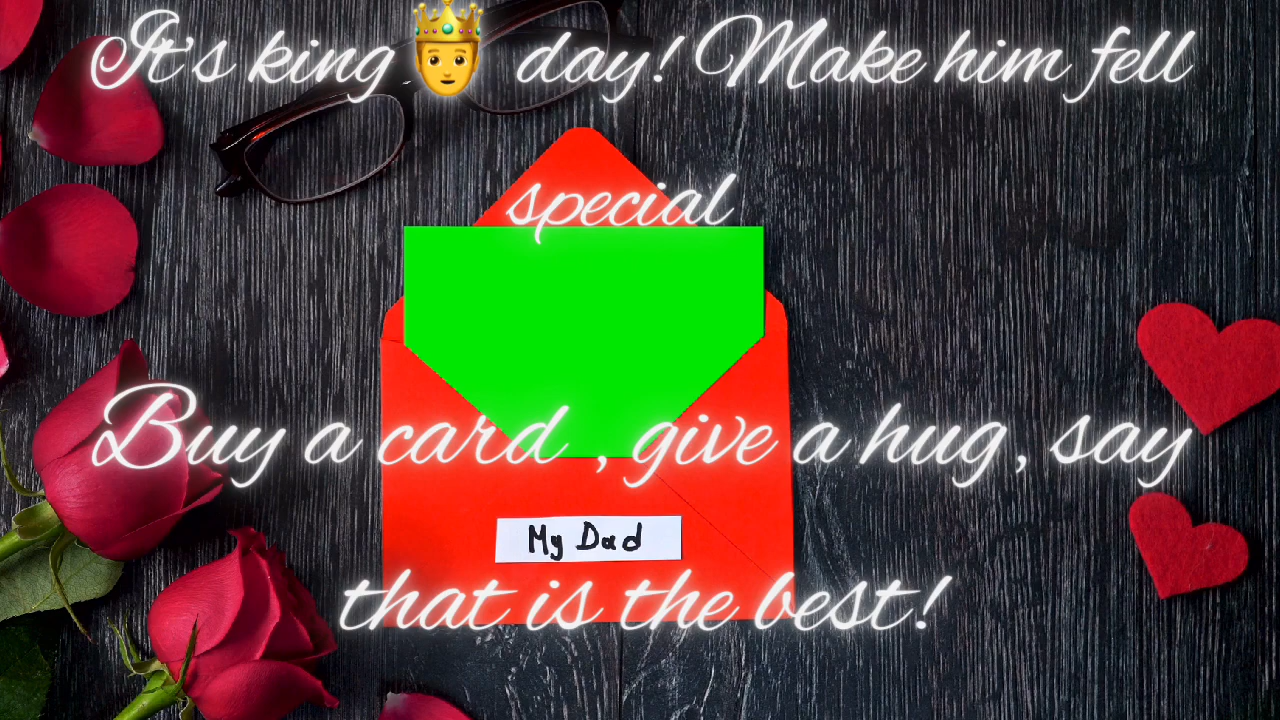 It's king🤴 day! Make him fell
special
Buy a card , give a hug, say
My Dad
that is the best!